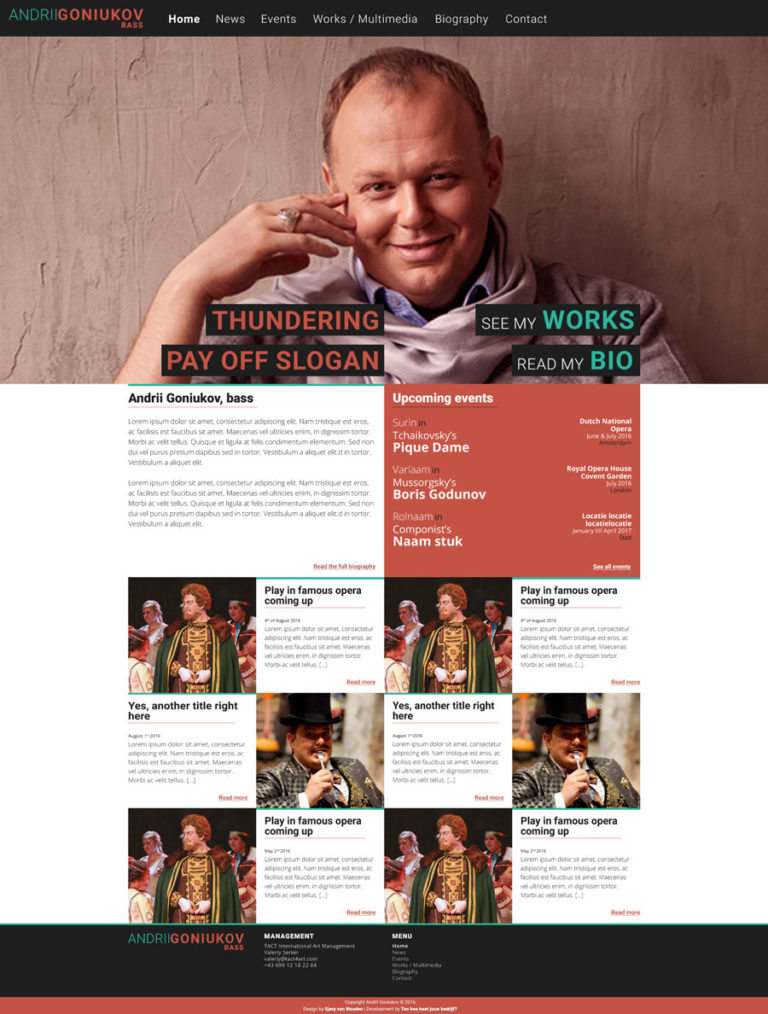 ANDRIIGONIUKOV
BASS
Home News Events Works / Multimedia Biography Contact
THUNDERING
PAY OFF SLOGAN
SEE MY WORKS
READ MY BIO
Andrii Goniukov, bass
Lorem ipsum dolor sit amet, consectetur adipiscing elit. Nam tristique est eros,
ac facilisis est faucibus sit amet. Maecenas vel ultricies enim, in dignissim tortor.
Morbi ac velit tellus. Quisque et ligula at felis condimentum elementum. Sed non
dui vel purus pretium dapibus sed in tortor. Vestibulum a aliquet elit.d in tortor.
Vestibulum a aliquet elit.
Lorem ipsum dolor sit amet, consectetur adipiscing elit. Nam tristique est eros,
ac facilisis est faucibus sit amet. Maecenas vel ultricies enim, in dignissim tortor.
Morbi ac velit tellus. Quisque et ligula at felis condimentum elementum. Sed non
dui vel purus pretium dapibus sed in tortor. Vestibulum a aliquet elit.d in tortor.
Vestibulum a aliquet elit.
Read the full biography
Upcoming events
Surin in
Tchaikovsky's
Pique Dame
Dutch National
Opera
June & July 2016
Amsterdam
Varlaam in
Mussorgsky's
Boris Godunov
Royal Opera House
Covent Garden
July 2016
London
Rolnaam in
Componist's
Naam stuk
Locatie locatie
locatielocatie
January till April 2017
Stad
See all events
Play in famous opera
coming up
4th of August 2016
Lorem ipsum dolor sit amet, consectetur
adipiscing elit. Nam tristique est eros, ac
facilisis est faucibus sit amet. Maecenas
vel ultricies enim, in dignissim tortor.
Morbi ac velit tellus. [...]
Read more
Play in famous opera
coming up
4th of August 2016
Lorem ipsum dolor sit amet, consectetur
adipiscing elit. Nam tristique est eros, ac
facilisis est faucibus sit amet. Maecenas
vel ultricies enim, in dignissim tortor.
Morbi ac velit tellus. [...]
Read more
Yes, another title right
here
August 1st 2016
Lorem ipsum dolor sit amet, consectetur
adipiscing elit. Nam tristique est eros, ac
facilisis est faucibus sit amet. Maecenas
vel ultricies enim, in dignissim tortor.
Morbi ac velit tellus. [...]
Read more
Yes, another title right
here
August 1st 2016
Lorem ipsum dolor sit amet, consectetur
adipiscing elit. Nam tristique est eros, ac
facilisis est faucibus sit amet. Maecenas
vel ultricies enim, in dignissim tortor.
Morbi ac velit tellus. [...]
Read more
Play in famous opera
coming up
May 2nd 2016
Lorem ipsum dolor sit amet, consectetur
adipiscing elit. Nam tristique est eros, ac
facilisis est faucibus sit amet. Maecenas
vel ultricies enim, in dignissim tortor.
Morbi ac velit tellus. [...]
Read more
Play in famous opera
coming up
May 2nd 2016
Lorem ipsum dolor sit amet, consectetur
adipiscing elit. Nam tristique est eros, ac
facilisis est faucibus sit amet. Maecenas
vel ultricies enim, in dignissim tortor.
Morbi ac velit tellus. [...]
Read more
ANDRIIGONIUKOV
BASS
MANAGEMENT
TACT International Art Management
Valeriy Serkin
valeriy@tact4art.com
+43 699 12 18 22 64
MENU
Home
News
Events
Works / Multimedia
Biography
Contact
Copyright Andrii Goniukov © 2016
Design by Sjory van Wouden | Development by Tao hoe heet jouw bedrijf?